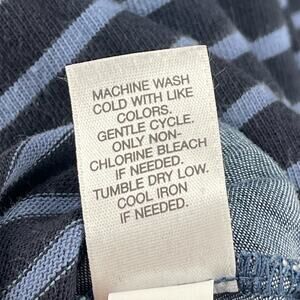 MACHINE WASH
COLD WITH LIKE
COLORS.
GENTLE CYCLE.
ONLY NON-
CHLORINE BLEACH
IF NEEDED.
TUMBLE DRY LOW.
COOL IRON
IF NEEDED.